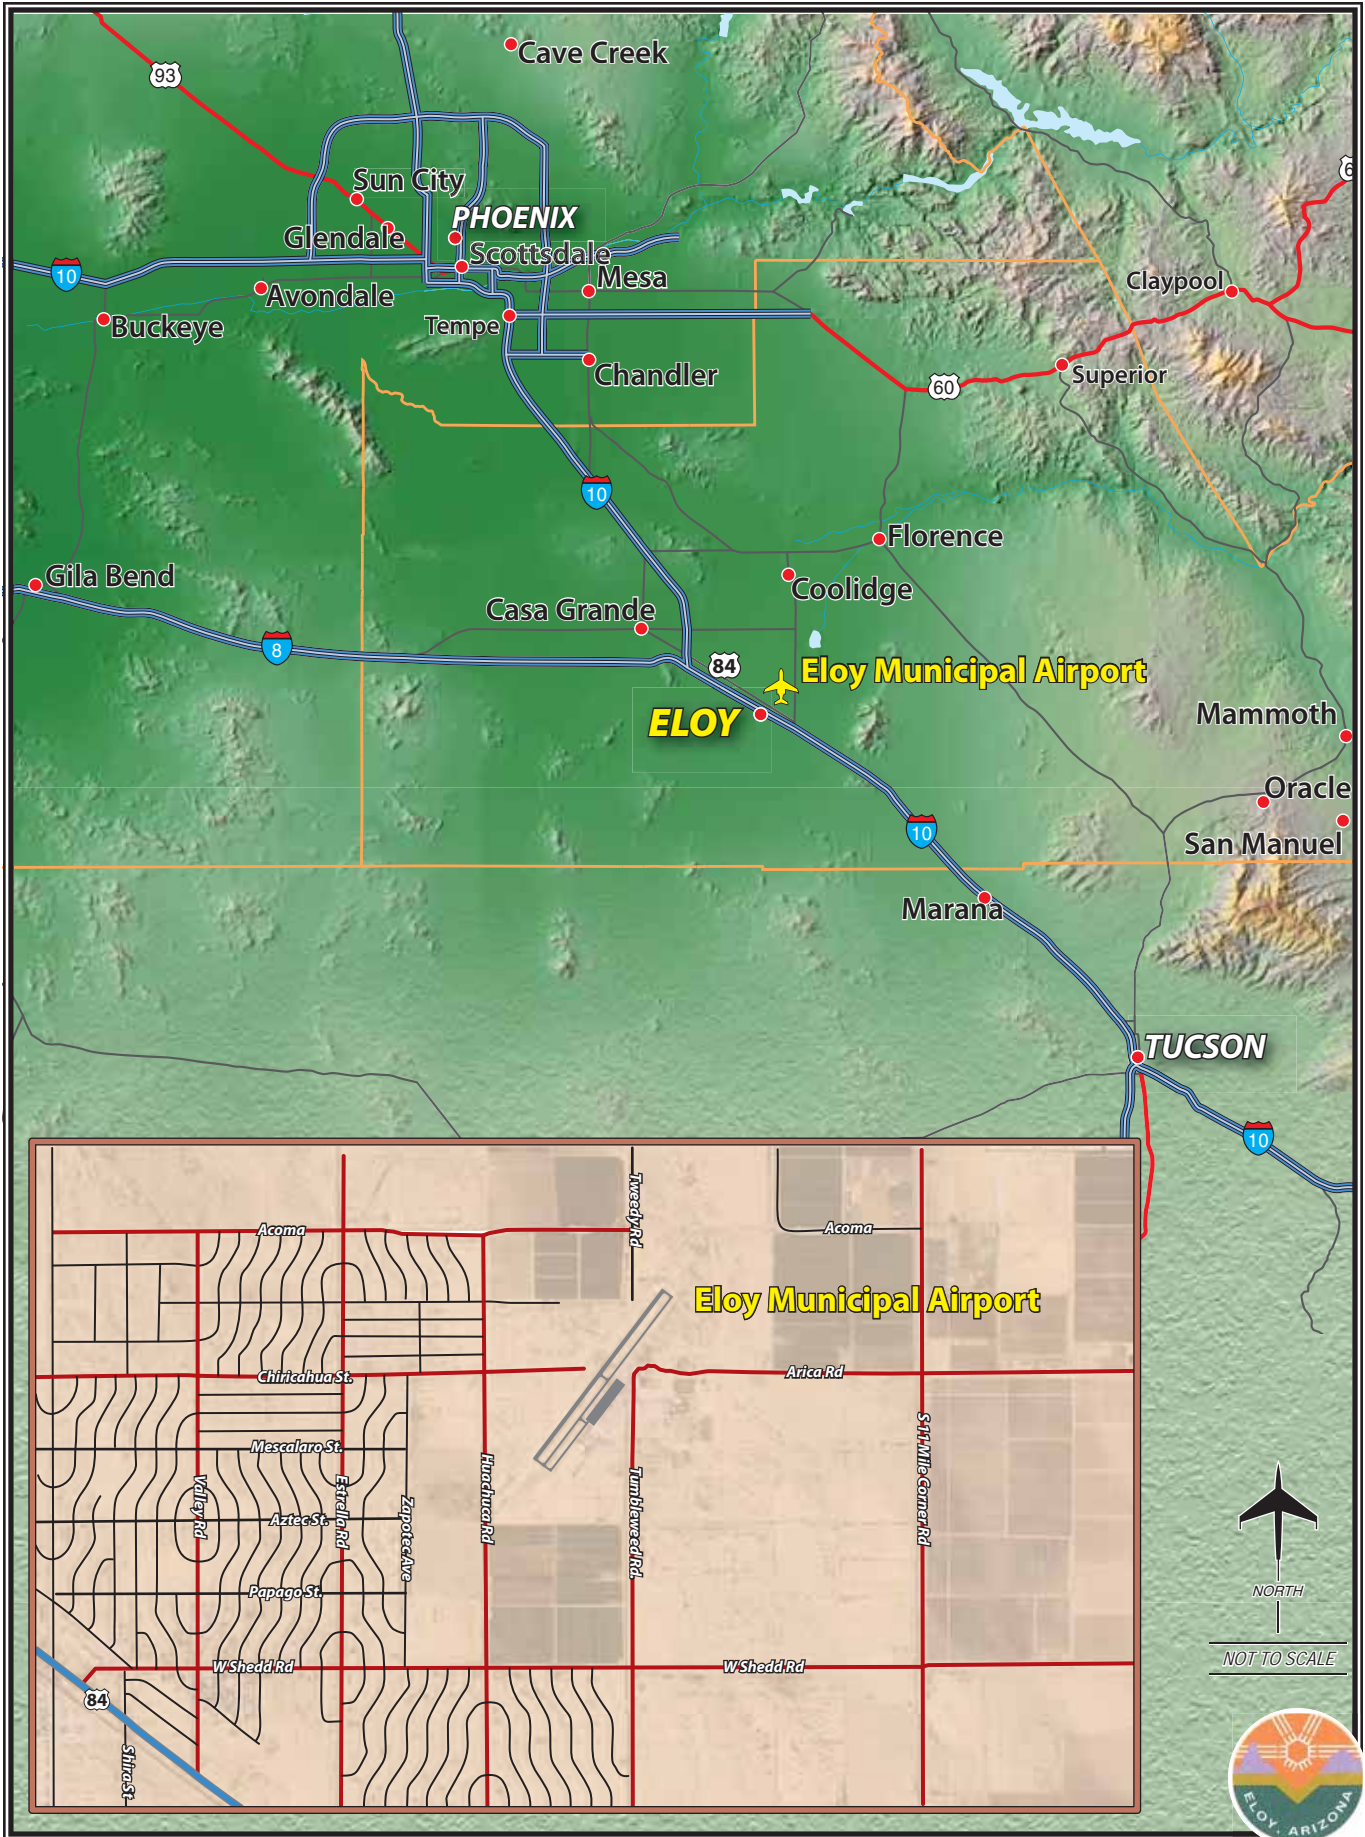 Cave Creek
93
Sun City
PHOENIX
Glendale
Scottsdale
10
Mesa
Claypool
Avondale
Buckeye
Tempe
Chandler
Superior
60
10
Florence
Gila Bend
Coolidge
Casa Grande
8
84
Eloy Municipal Airport
ELOY
Mammoth
Oracle
10
San Manuel
Marana
TUCSON
10
Tweedy Rd
Acoma
Acoma
Eloy Municipal Airport
Chiricahua St.
Arica Rd
Mescalaro St.
S 11 Mile Corner Rd
Valley Rd
Estrella Rd
Zapotec Ave
Huachuca Rd
Tumbleweed Rd.
Aztec St.
Papago St.
NORTH
W Shedd Rd
W Shedd Rd
NOT TO SCALE
84
Shira St
ELOY, ARIZONA